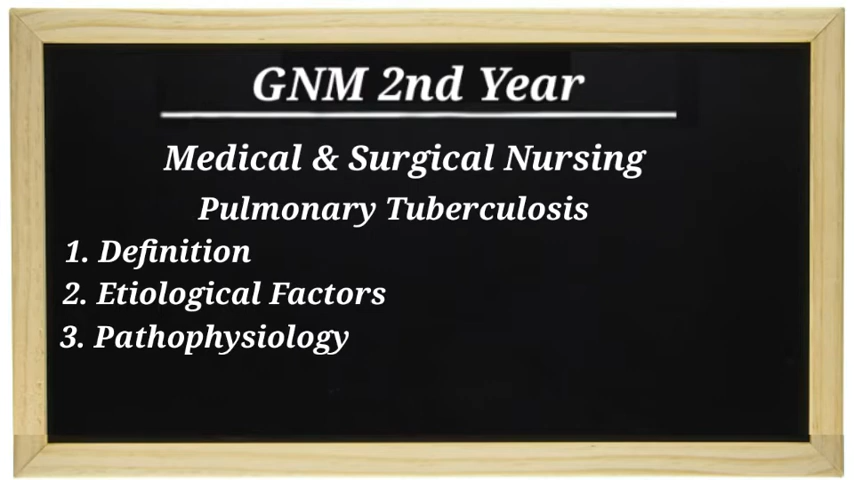 GNM 2nd Year
Medical & Surgical Nursing
Pulmonary Tuberculosis
1. Definition
2. Etiological Factors
3. Pathophysiology